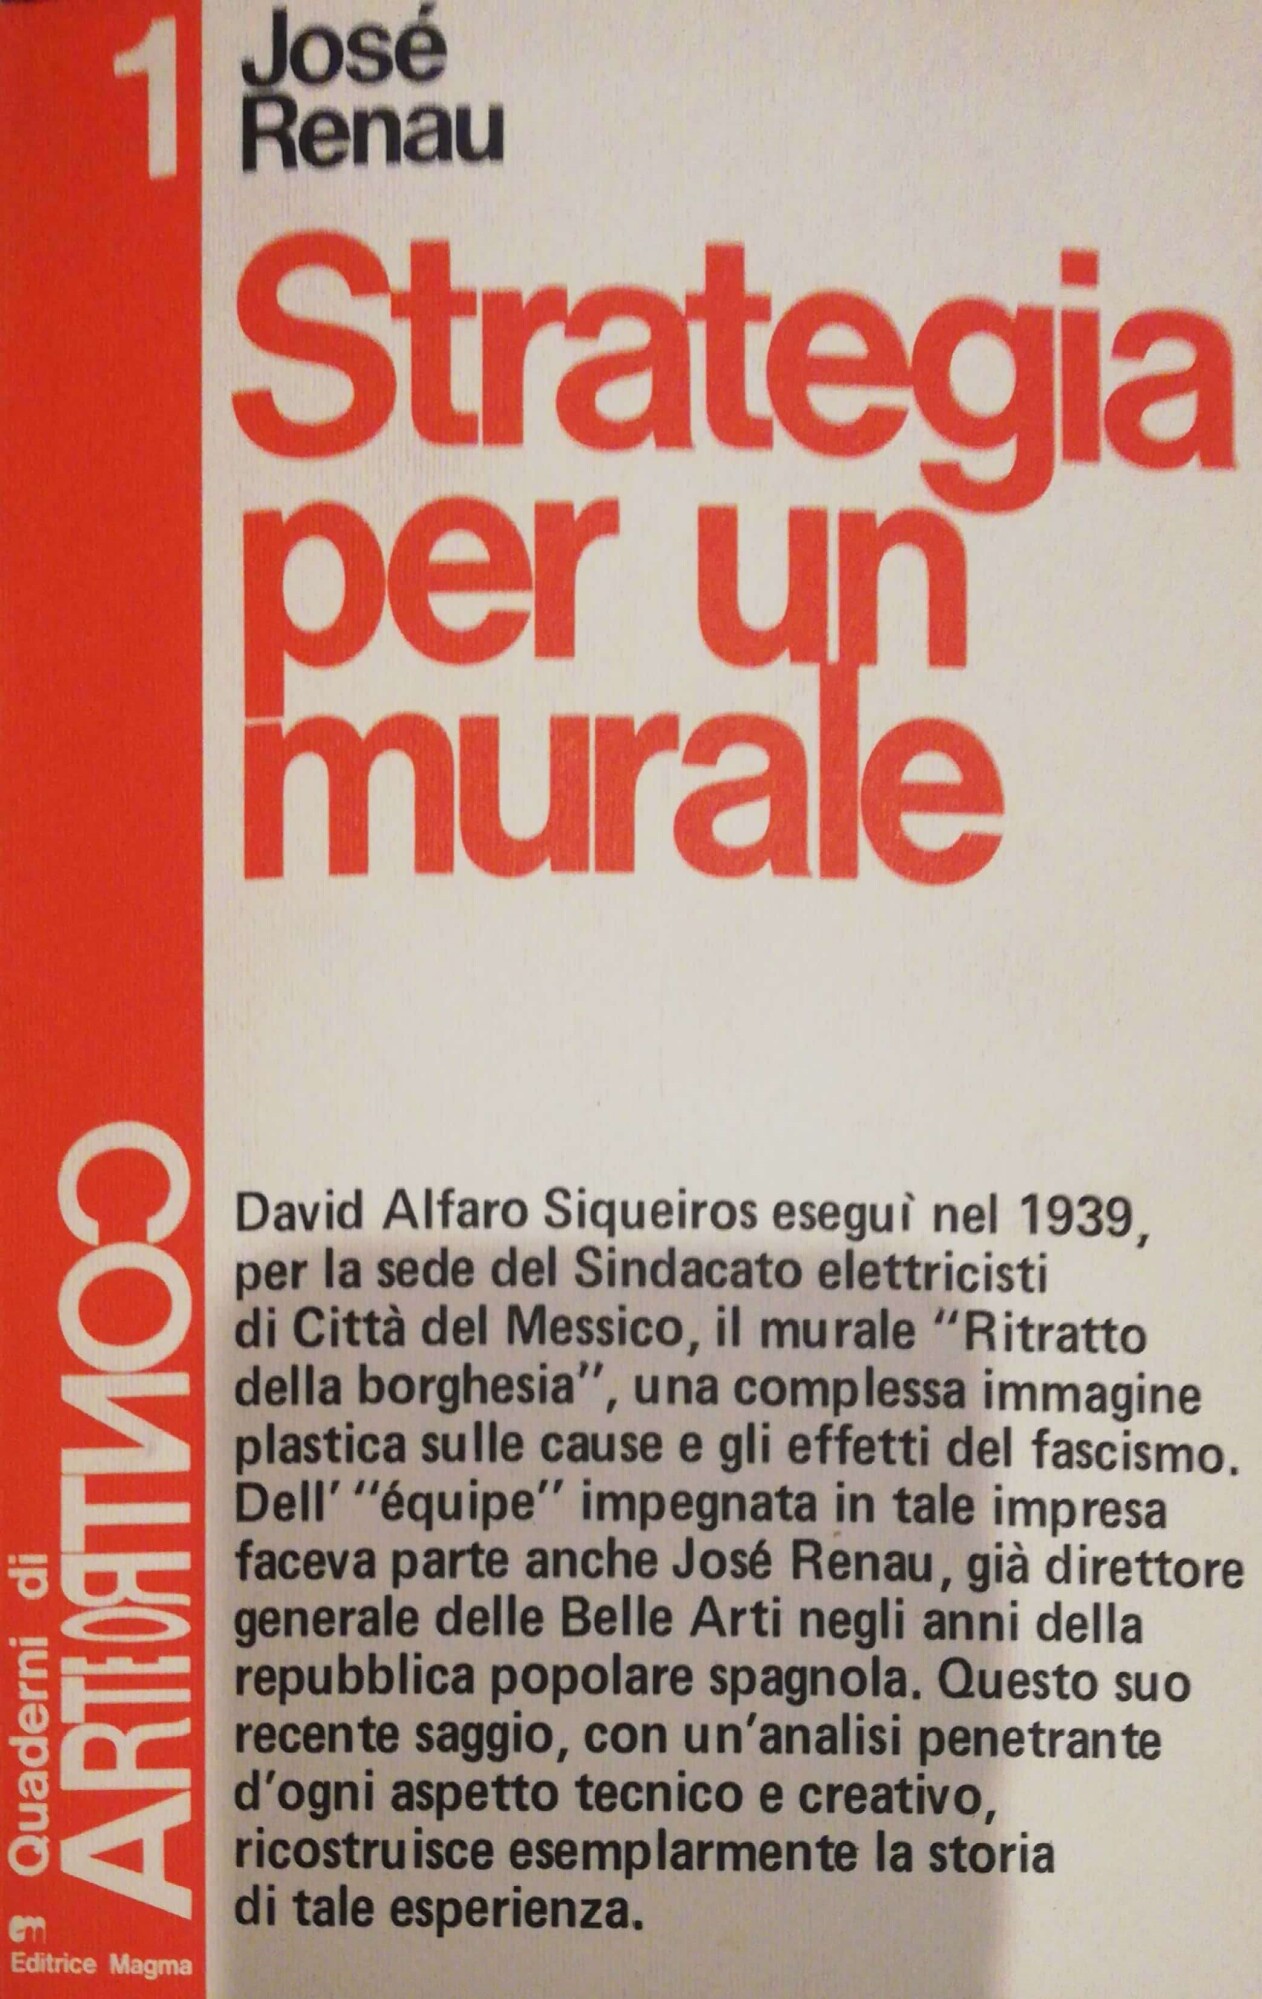 1
José
Renau
Strategia
per un
murale
David Alfaro Siqueiros eseguì nel 1939,
per la sede del Sindacato elettricisti
di Città del Messico, il murale “Ritratto
della borghesia”, una complessa immagine
plastica sulle cause e gli effetti del fascismo.
Dell’ “équipe” impegnata in tale impresa
faceva parte anche José Renau, già direttore
generale delle Belle Arti negli anni della
repubblica popolare spagnola. Questo suo
recente saggio, con un’analisi penetrante
d’ogni aspetto tecnico e creativo,
ricostruisce esemplarmente la storia
di tale esperienza.
Quaderni di
ARTECONTRO
em
Editrice Magma